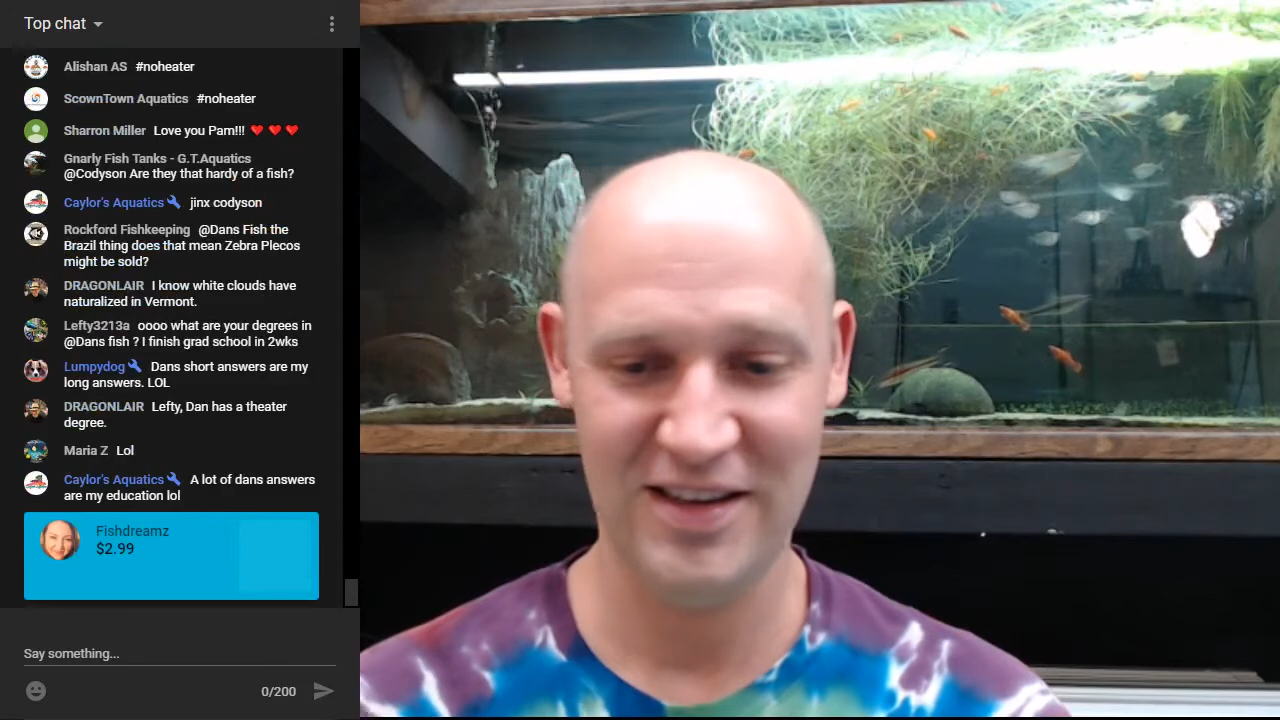 Top chat
Alishan AS #noheater
ScownTown Aquatics #noheater
Sharron Miller Love you Pam!!! ❤️ ❤️ ❤️
Gnarly Fish Tanks - G.T.Aquatics
@Codyson Are they that hardy of a fish?
Caylor's Aquatics jinx codyson
Rockford Fishkeeping @Dans Fish the
Brazil thing does that mean Zebra Plecos
might be sold?
DRAGONLAIR I know white clouds have
naturalized in Vermont.
Lefty3213a oooo what are your degrees in
@Dans fish ? I finish grad school in 2wks
Lumpydog Dans short answers are my
long answers. LOL
DRAGONLAIR Lefty, Dan has a theater
degree.
Maria Z Lol
Caylor's Aquatics A lot of dans answers
are my education lol
Fishdreamz
$2.99
Say something...
0/200